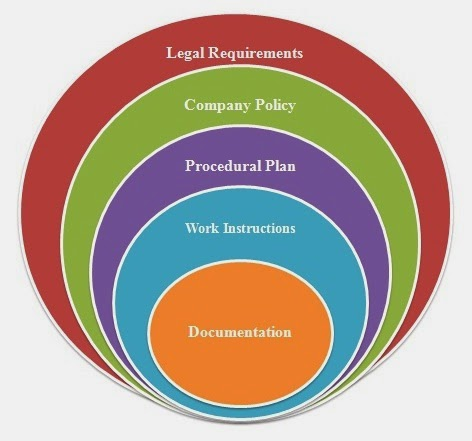 Legal Requirements
Company Policy
Procedural Plan
Work Instructions
Documentation